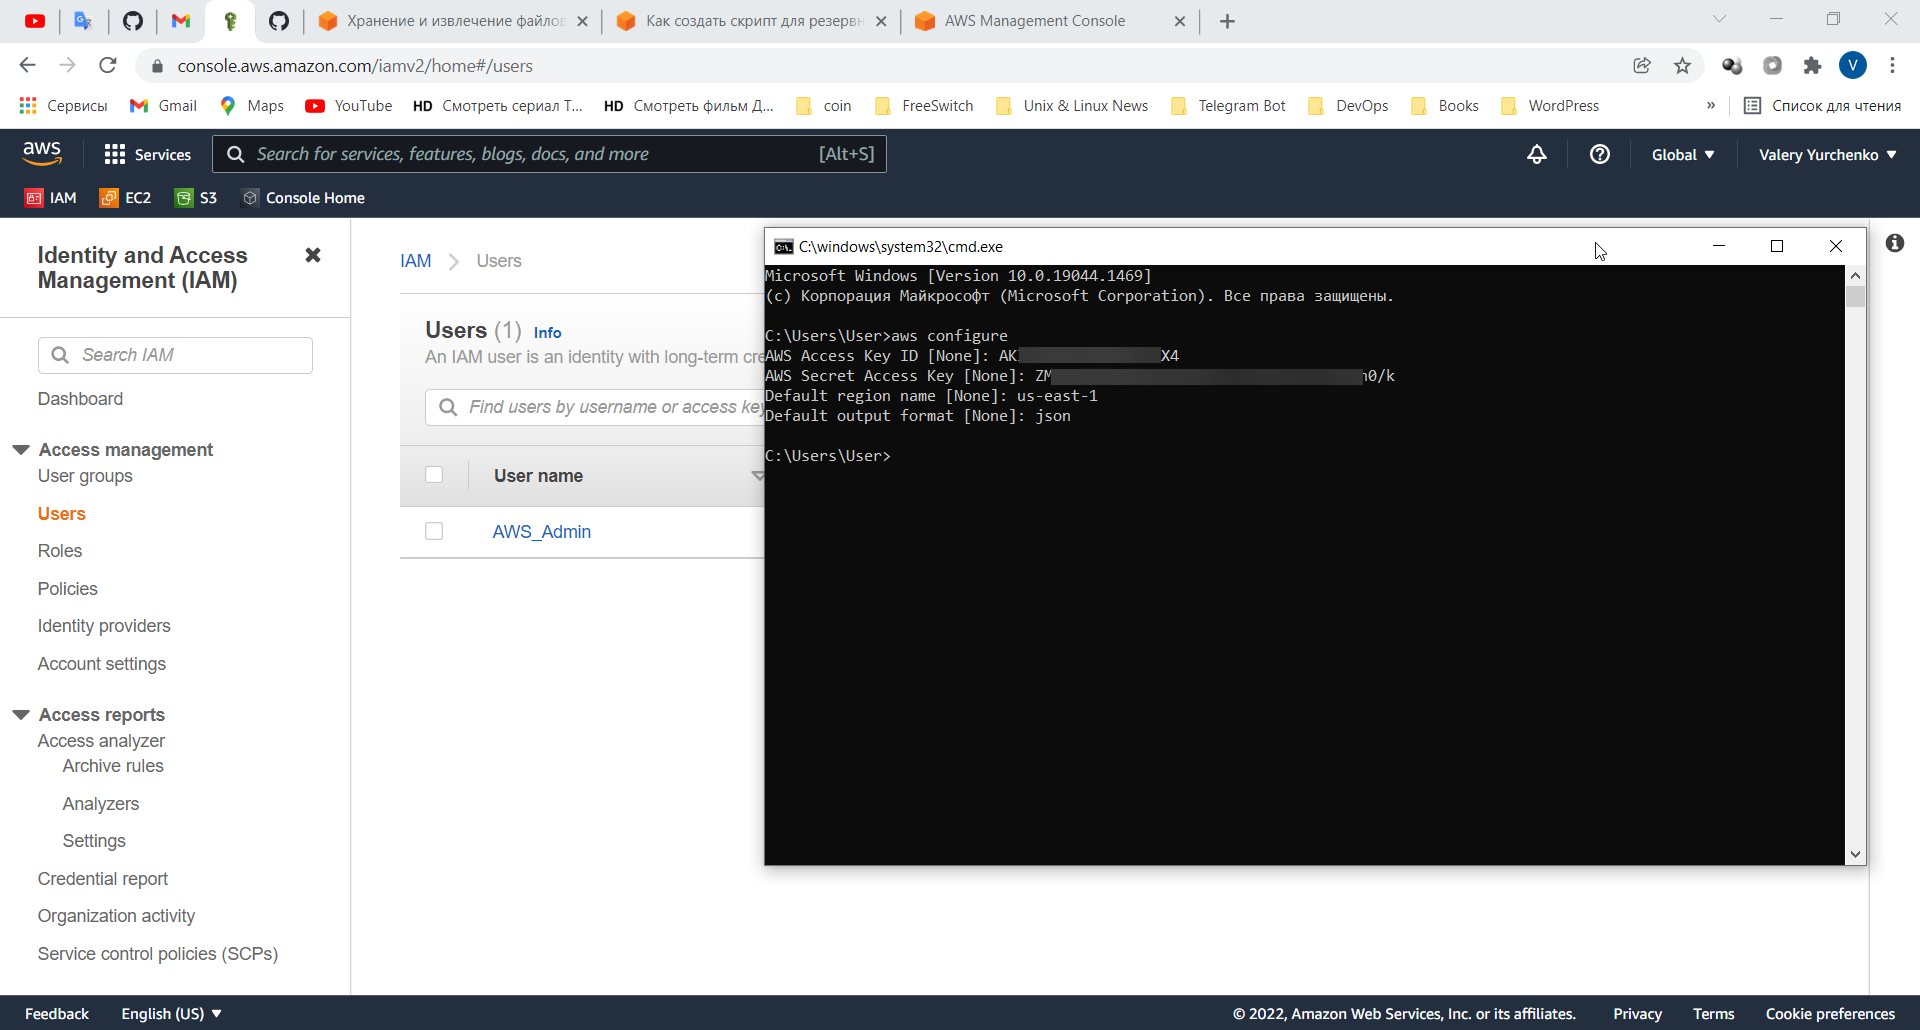 Хранение и извлечение файлов
Как создать скрипт для резервн
AWS Management Console
console.aws.amazon.com/iamv2/home#/users
V
Сервисы
Gmail
Maps
YouTube
HD Смотреть сериал Т...
HD Смотреть фильм Д...
coin
FreeSwitch
Unix & Linux News
Telegram Bot
DevOps
Books
WordPress
»
Список для чтения
aws
Services
Search for services, features, blogs, docs, and more
[Alt+S]
Global
Valery Yurchenko
IAM
EC2
S3
Console Home
Identity and Access
Management (IAM)
Search IAM
Dashboard
Access management
User groups
Users
Roles
Policies
Identity providers
Account settings
Access reports
Access analyzer
Archive rules
Analyzers
Settings
Credential report
Organization activity
Service control policies (SCPs)
IAM > Users
Users (1) Info
An IAM user is an identity with long-term cre
Find users by username or access key
User name
AWS_Admin
C:\windows\system32\cmd.exe
Microsoft Windows [Version 10.0.19044.1469]
(c) Корпорация Майкрософт (Microsoft Corporation). Все права защищены.
C:\Users\User>aws configure
AWS Access Key ID [None]: AK X4
AWS Secret Access Key [None]: ZM 0/k
Default region name [None]: us-east-1
Default output format [None]: json
C:\Users\User>
Feedback
English (US)
© 2022, Amazon Web Services, Inc. or its affiliates.
Privacy
Terms
Cookie preferences